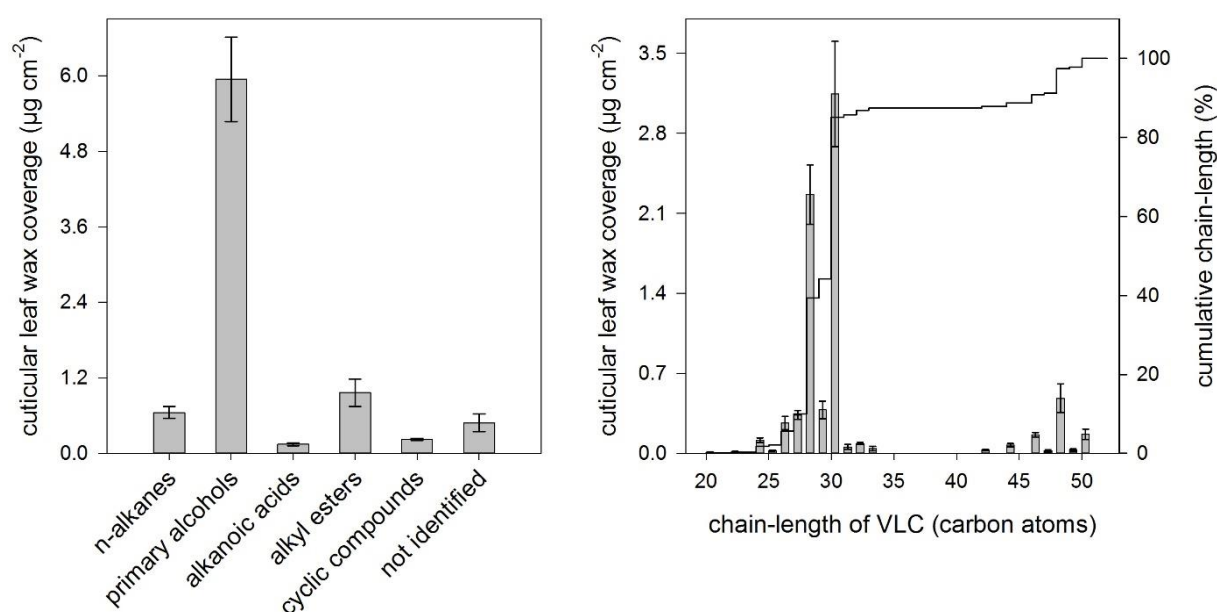 cuticular leaf wax coverage (µg cm⁻²)
6.0
4.8
3.6
2.4
1.2
0.0
n-alkanes
primary alcohols
alkanoic acids
alkyl esters
cyclic compounds
not identified
cuticular leaf wax coverage (µg cm⁻²)
3.5
2.8
2.1
1.4
0.7
0.0
20 25 30 35 40 45 50
chain-length of VLC (carbon atoms)
100
80
60
40
20
0
cumulative chain-length (%)